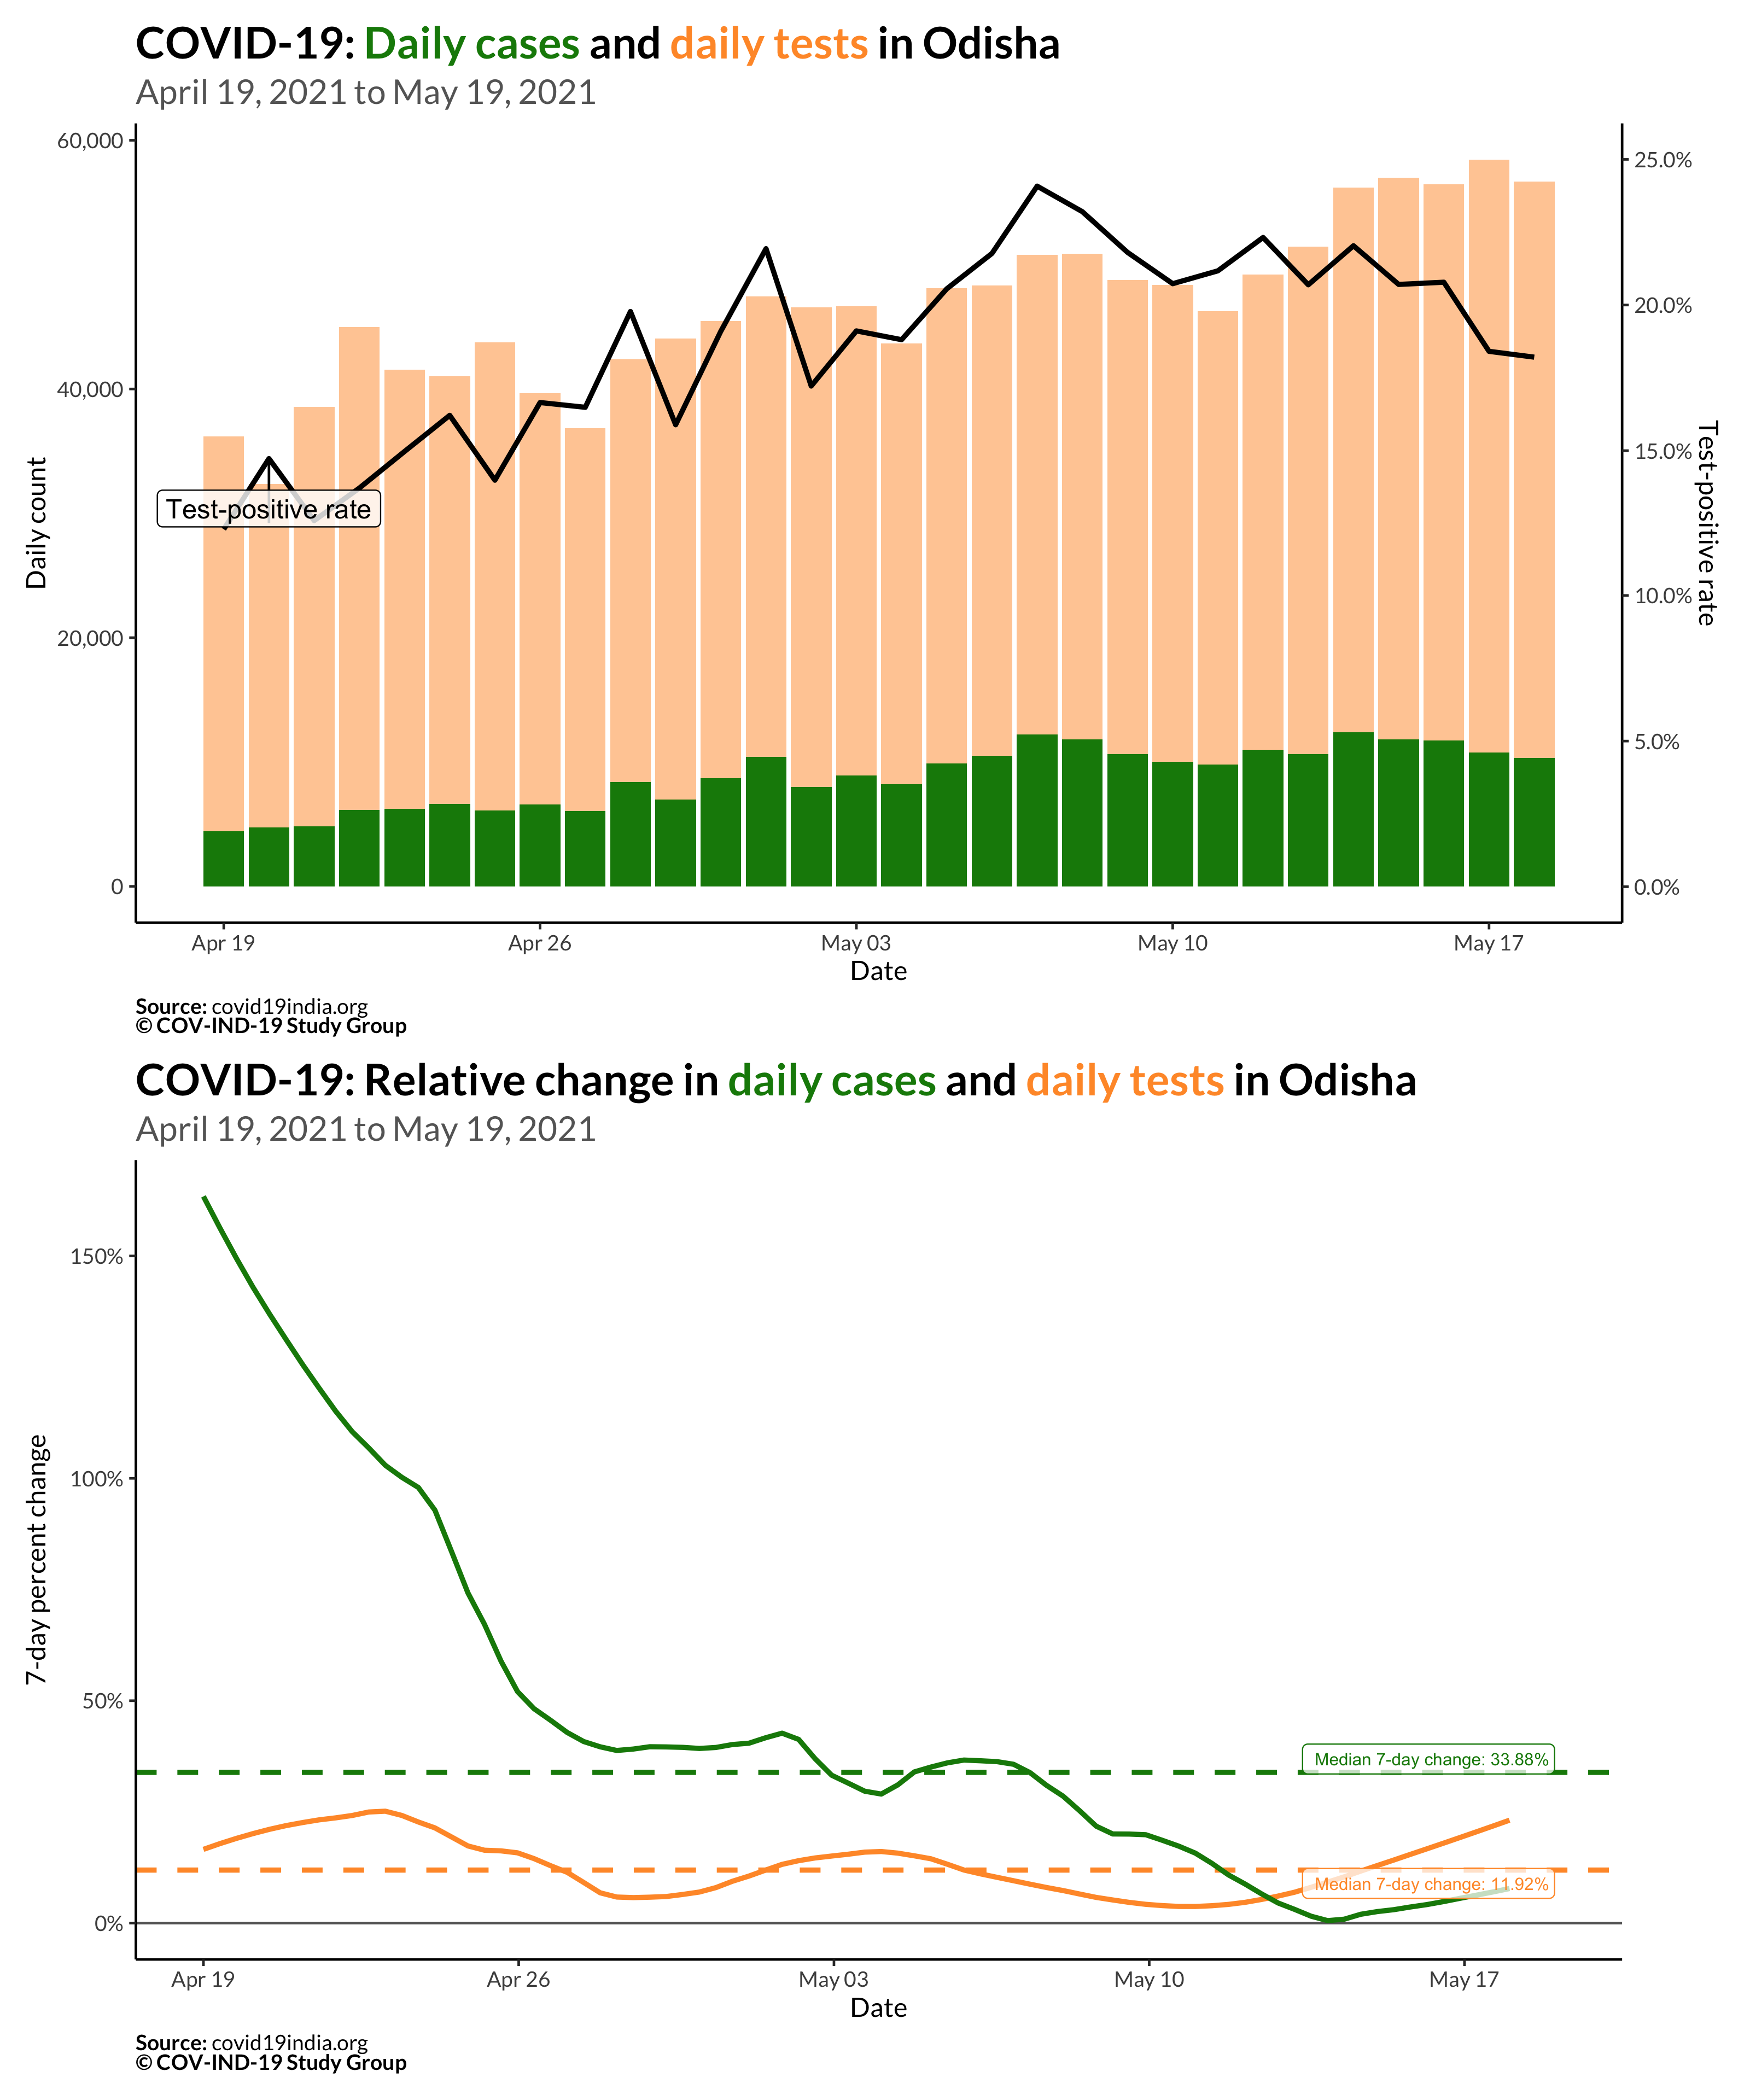 COVID-19: Daily cases and daily tests in Odisha
April 19, 2021 to May 19, 2021
60,000
40,000
20,000
0
Daily count
25.0%
20.0%
15.0%
10.0%
5.0%
0.0%
Test-positive rate
Test-positive rate
Apr 19
Apr 26
May 03
May 10
May 17
Date
Source: covid19india.org
© COV-IND-19 Study Group
COVID-19: Relative change in daily cases and daily tests in Odisha
April 19, 2021 to May 19, 2021
150%
100%
50%
0%
7-day percent change
Median 7-day change: 33.88%
Median 7-day change: 11.92%
Apr 19
Apr 26
May 03
May 10
May 17
Date
Source: covid19india.org
© COV-IND-19 Study Group